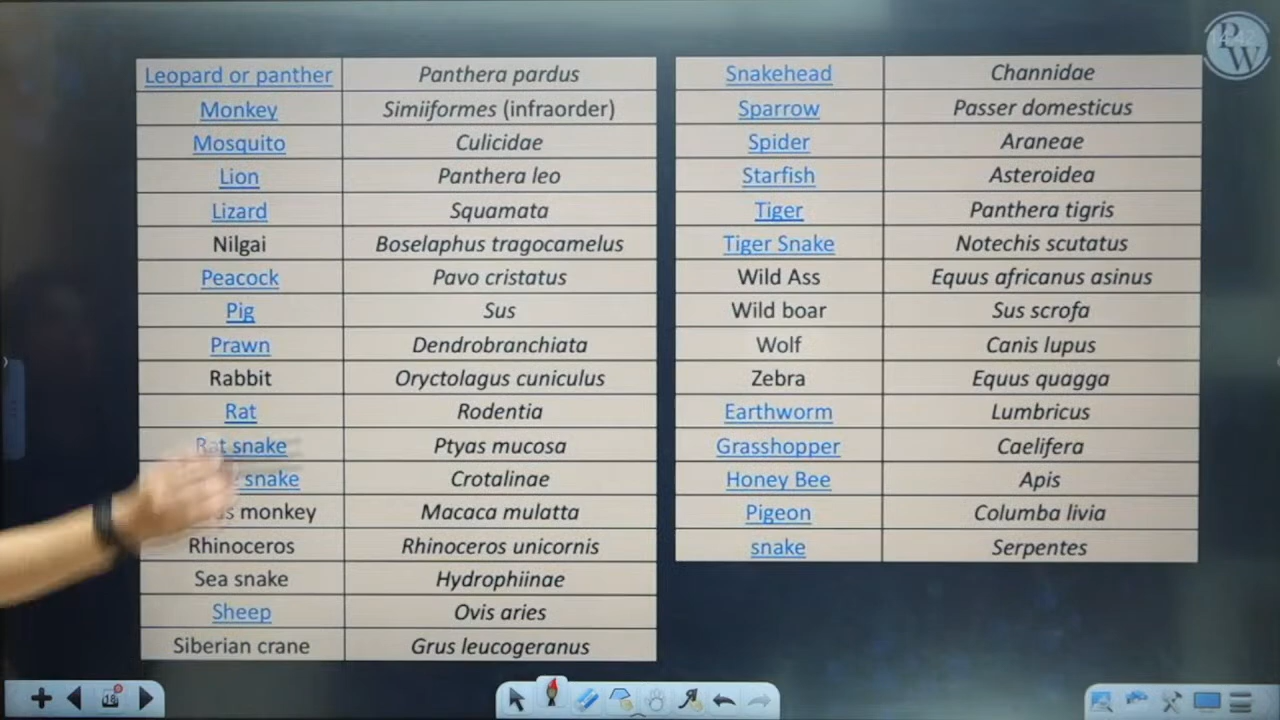 Leopard or panther Panthera pardus
Monkey Simiiformes (infraorder)
Mosquito Culicidae
Lion Panthera leo
Lizard Squamata
Nilgai Boselaphus tragocamelus
Peacock Pavo cristatus
Pig Sus
Prawn Dendrobranchiata
Rabbit Oryctolagus cuniculus
Rat Rodentia
Rat snake Ptyas mucosa
snake Crotalinae
monkey Macaca mulatta
Rhinoceros Rhinoceros unicornis
Sea snake Hydrophiinae
Sheep Ovis aries
Siberian crane Grus leucogeranus
Snakehead Channidae
Sparrow Passer domesticus
Spider Araneae
Starfish Asteroidea
Tiger Panthera tigris
Tiger Snake Notechis scutatus
Wild Ass Equus africanus asinus
Wild boar Sus scrofa
Wolf Canis lupus
Zebra Equus quagga
Earthworm Lumbricus
Grasshopper Caelifera
Honey Bee Apis
Pigeon Columba livia
snake Serpentes
PW
18